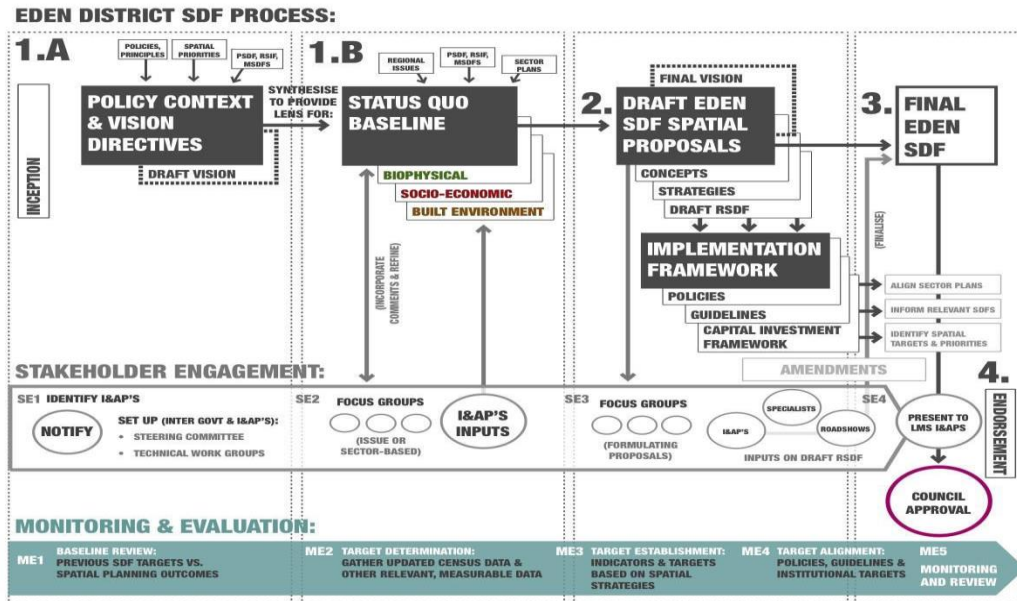 EDEN DISTRICT SDF PROCESS:
1.A
POLICIES,
PRINCIPLES
SPATIAL
PRIORITIES
PSDF, RSIF,
MSDFS
INCEPTION
POLICY CONTEXT
& VISION
DIRECTIVES
DRAFT VISION
SYNTHESISE
TO PROVIDE
LENS FOR:
1.B
REGIONAL
ISSUES
PSDF, RSIF,
MSDFS
SECTOR
PLANS
STATUS QUO
BASELINE
BIOPHYSICAL
SOCIO-ECONOMIC
BUILT ENVIRONMENT
(INCORPORATE
COMMENTS & REFINE)
2.
FINAL VISION
DRAFT EDEN
SDF SPATIAL
PROPOSALS
CONCEPTS
STRATEGIES
DRAFT RSDF
IMPLEMENTATION
FRAMEWORK
POLICIES
GUIDELINES
CAPITAL INVESTMENT
FRAMEWORK
3.
FINAL
EDEN
SDF
(FINALISE)
ALIGN SECTOR PLANS
INFORM RELEVANT SDFS
IDENTIFY SPATIAL
TARGETS & PRIORITIES
AMENDMENTS
STAKEHOLDER ENGAGEMENT:
SE1 IDENTIFY I&AP'S
NOTIFY
SET UP (INTER GOVT & I&AP'S):
• STEERING COMMITTEE
• TECHNICAL WORK GROUPS
SE2
FOCUS GROUPS
(ISSUE OR
SECTOR-BASED)
I&AP'S
INPUTS
SE3
FOCUS GROUPS
(FORMULATING
PROPOSALS)
SPECIALISTS
I&AP'S
ROADSHOWS
INPUTS ON DRAFT RSDF
SE4
4.
ENDORSEMENT
PRESENT TO
LMS I&APS
COUNCIL
APPROVAL
MONITORING & EVALUATION:
ME1
BASELINE REVIEW:
PREVIOUS SDF TARGETS VS.
SPATIAL PLANNING OUTCOMES
ME2
TARGET DETERMINATION:
GATHER UPDATED CENSUS DATA &
OTHER RELEVANT, MEASURABLE DATA
ME3
TARGET ESTABLISHMENT:
INDICATORS & TARGETS
BASED ON SPATIAL
STRATEGIES
ME4
TARGET ALIGNMENT:
POLICIES, GUIDELINES &
INSTITUTIONAL TARGETS
ME5
MONITORING
AND REVIEW